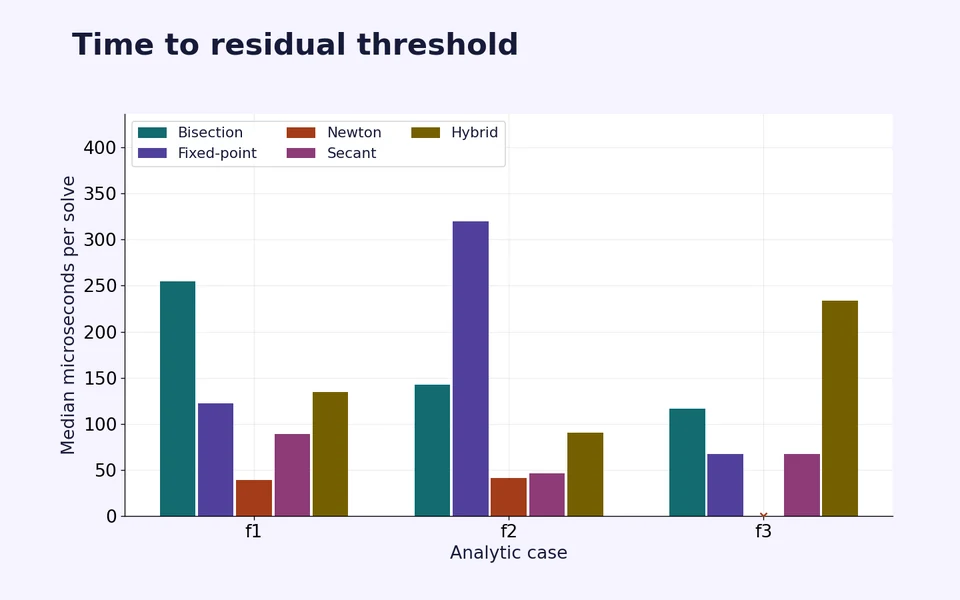 Time to residual threshold
Bisection
Fixed-point
Newton
Secant
Hybrid
Median microseconds per solve
400
350
300
250
200
150
100
50
0
f1
f2
f3
Analytic case